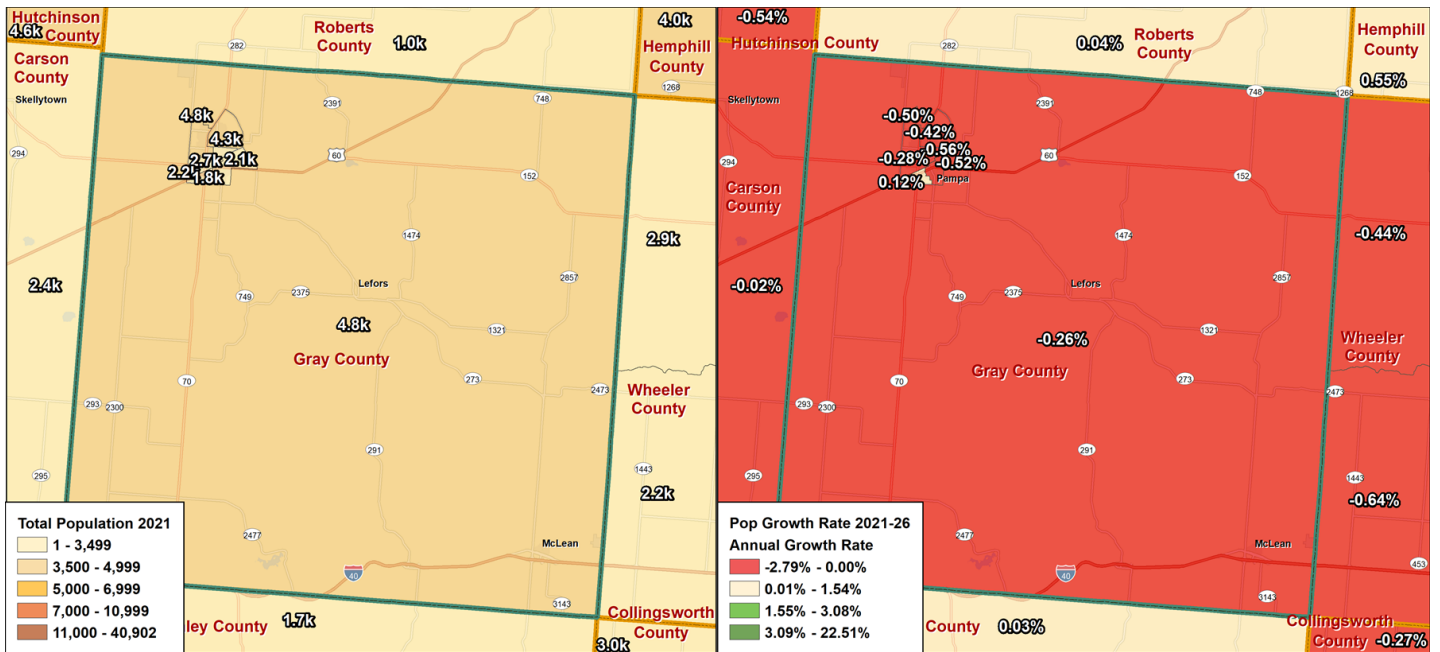 Hutchinson
County
4.6k
Roberts
County
1.0k
282
4.0k
Hemphill
County
1268
Carson
County
Skellytown
2391
748
4.8k
4.3k
2.7k
2.1k
1.8k
60
294
152
1474
2.9k
2.4k
Lefors
2857
749
2375
4.8k
1321
Gray County
70
273
2473
Wheeler
County
293
2300
291
295
1443
2.2k
2477
McLean
40
3143
ley County
1.7k
Collingsworth
County
3.0k
Total Population 2021
1 - 3,499
3,500 - 4,999
5,000 - 6,999
7,000 - 10,999
11,000 - 40,902
-0.54%
Hutchinson County
282
0.04%
Roberts
County
Hemphill
County
0.55%
Skellytown
2391
748
1268
-0.50%
-0.42%
-0.56%
-0.28%
-0.52%
0.12%
Pampa
60
294
152
Carson
County
1474
-0.44%
-0.02%
Lefors
2857
749
2375
1321
-0.26%
Wheeler
County
Gray County
70
273
2473
293
2300
291
295
1443
-0.64%
2477
McLean
453
40
3143
County
0.03%
Collingsworth
County
-0.27%
Pop Growth Rate 2021-26
Annual Growth Rate
-2.79% - 0.00%
0.01% - 1.54%
1.55% - 3.08%
3.09% - 22.51%